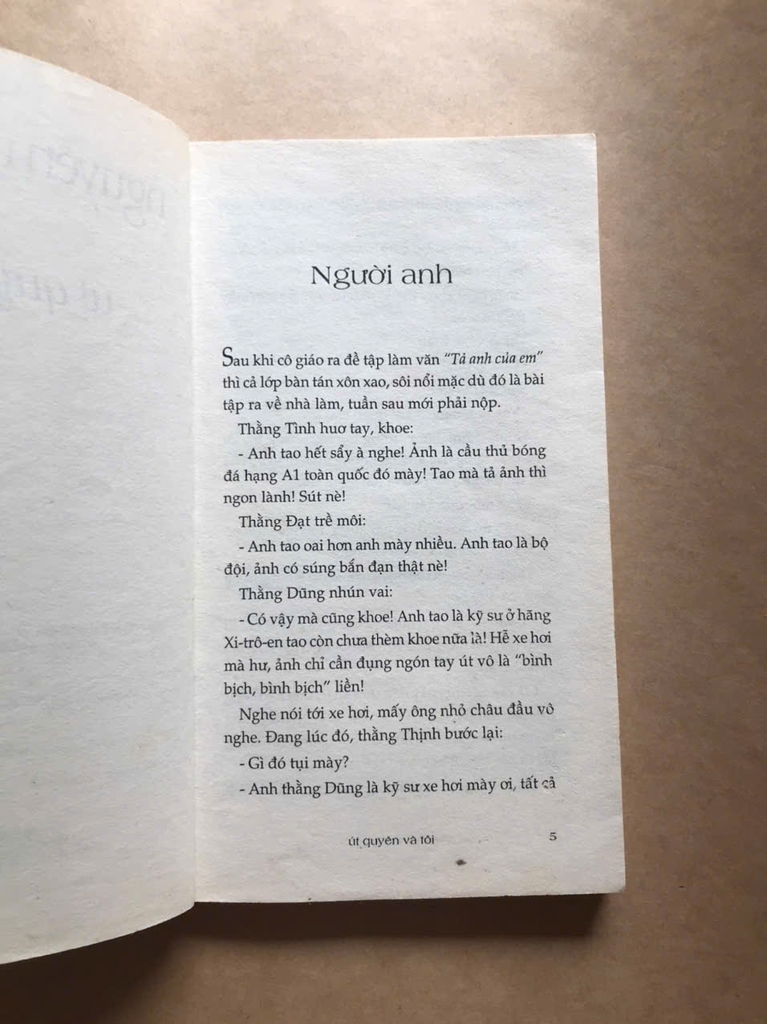 Người anh
Sau khi cô giáo ra đề tập làm văn "Tả anh của em"
thì cả lớp bàn tán xôn xao, sôi nổi mặc dù đó là bài
tập ra về nhà làm, tuần sau mới phải nộp.
Thằng Tình huơ tay, khoe:
- Anh tao hết sẩy à nghe! Ảnh là cầu thủ bóng
đá hạng A1 toàn quốc đó mày! Tao mà tả ảnh thì
ngon lành! Sút nè!
Thằng Đạt trề môi:
- Anh tao oai hơn anh mày nhiều. Anh tao là bộ
đội, ảnh có súng bắn đạn thật nè!
Thằng Dũng nhún vai:
- Có vậy mà cũng khoe! Anh tao là kỹ sư ở hãng
Xi-trô-en tao còn chưa thèm khoe nữa là! Hễ xe hơi
mà hư, ảnh chỉ cần đụng ngón tay út vô là "bình
bịch, bình bịch" liền!
Nghe nói tới xe hơi, mấy ông nhỏ châu đầu vô
nghe. Đang lúc đó, thằng Thịnh bước lại:
- Gì đó tụi mày?
- Anh thằng Dũng là kỹ sư xe hơi mày ơi, tất cả
út quyên và tôi 5